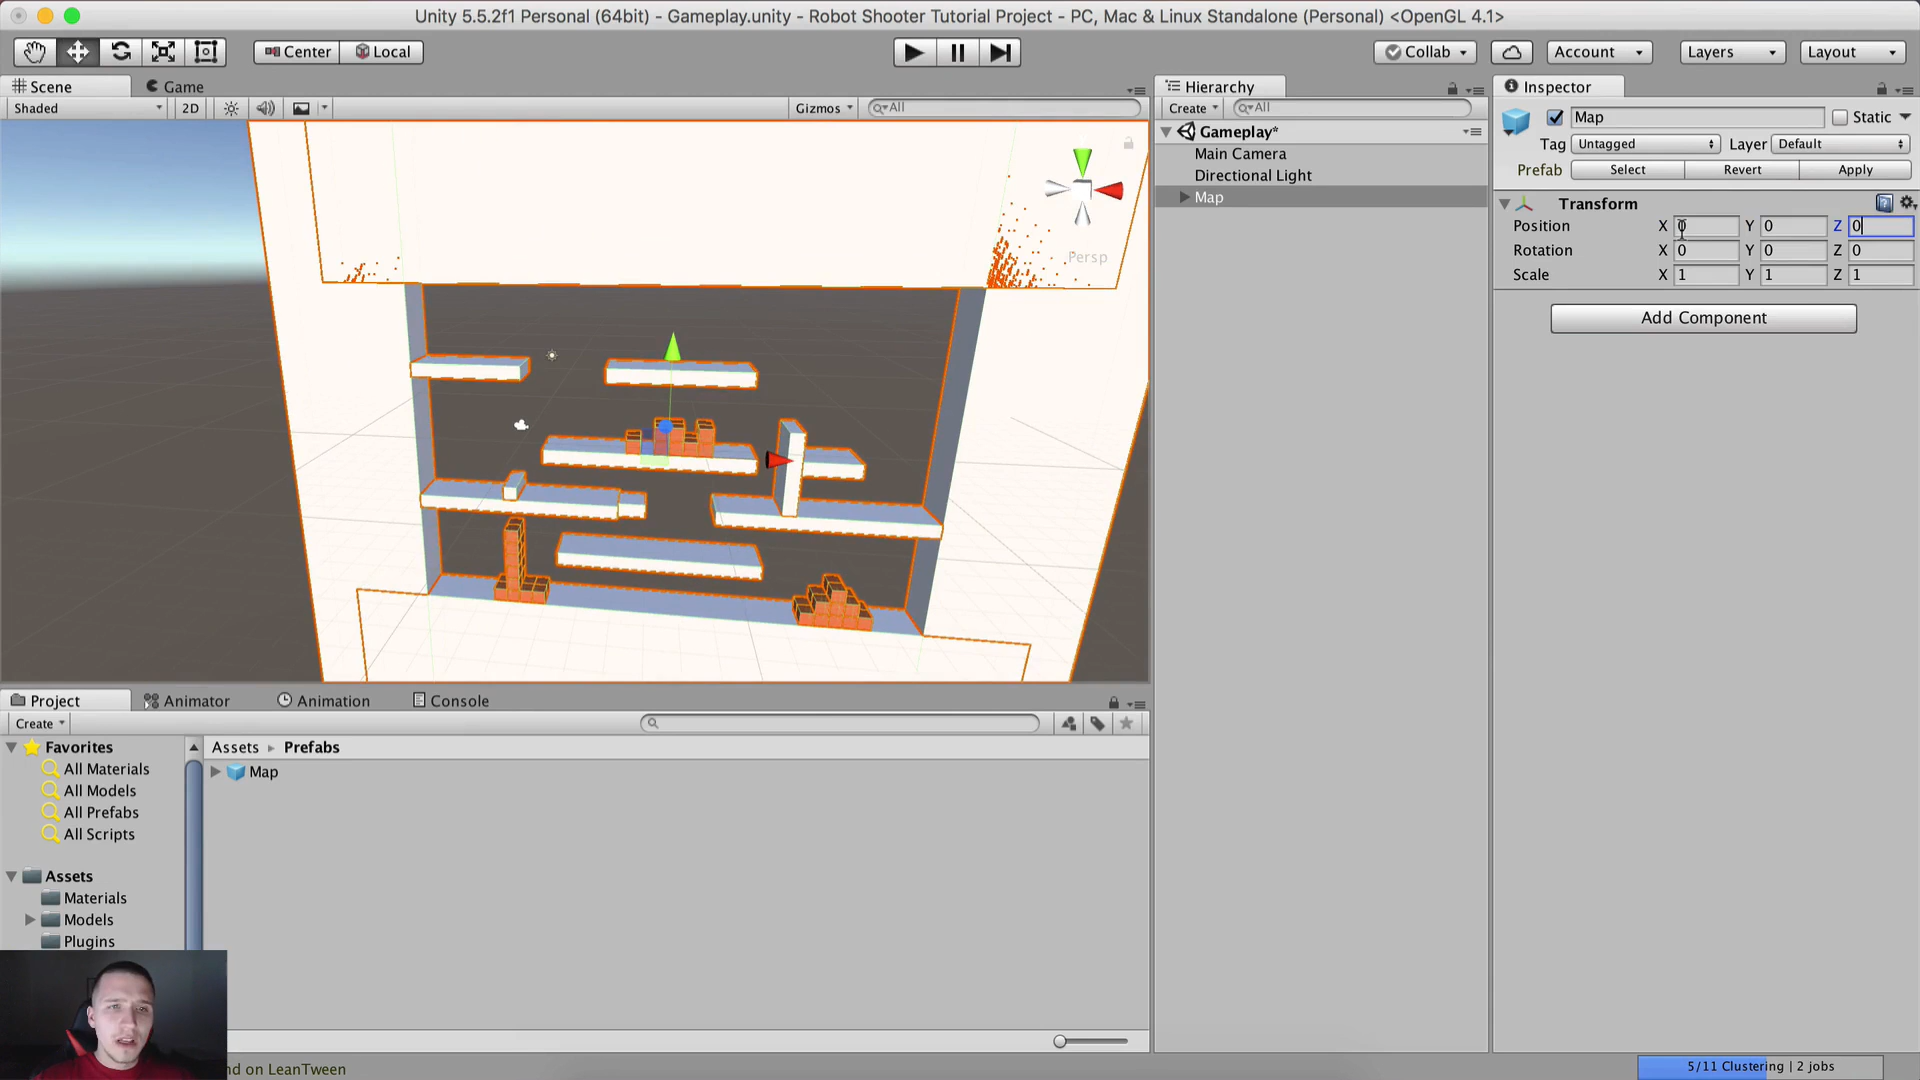 Unity 5.5.2f1 Personal (64bit) - Gameplay.unity - Robot Shooter Tutorial Project - PC, Mac & Linux Standalone (Personal) <OpenGL 4.1>
Center Local Collab Account Layers Layout
Scene Game
Shaded 2D Gizmos All
Persp
Hierarchy
Create All
Gameplay*
Main Camera
Directional Light
Map
Inspector
Map Static
Tag Untagged Layer Default
Prefab Select Revert Apply
Transform
Position X 0 Y 0 Z 0
Rotation X 0 Y 0 Z 0
Scale X 1 Y 1 Z 1
Add Component
Project Animator Animation Console
Create
Favorites
All Materials
All Models
All Prefabs
All Scripts
Assets
Materials
Models
Plugins
Assets Prefabs
Map
nd on LeanTween
5/11 Clustering | 2 jobs